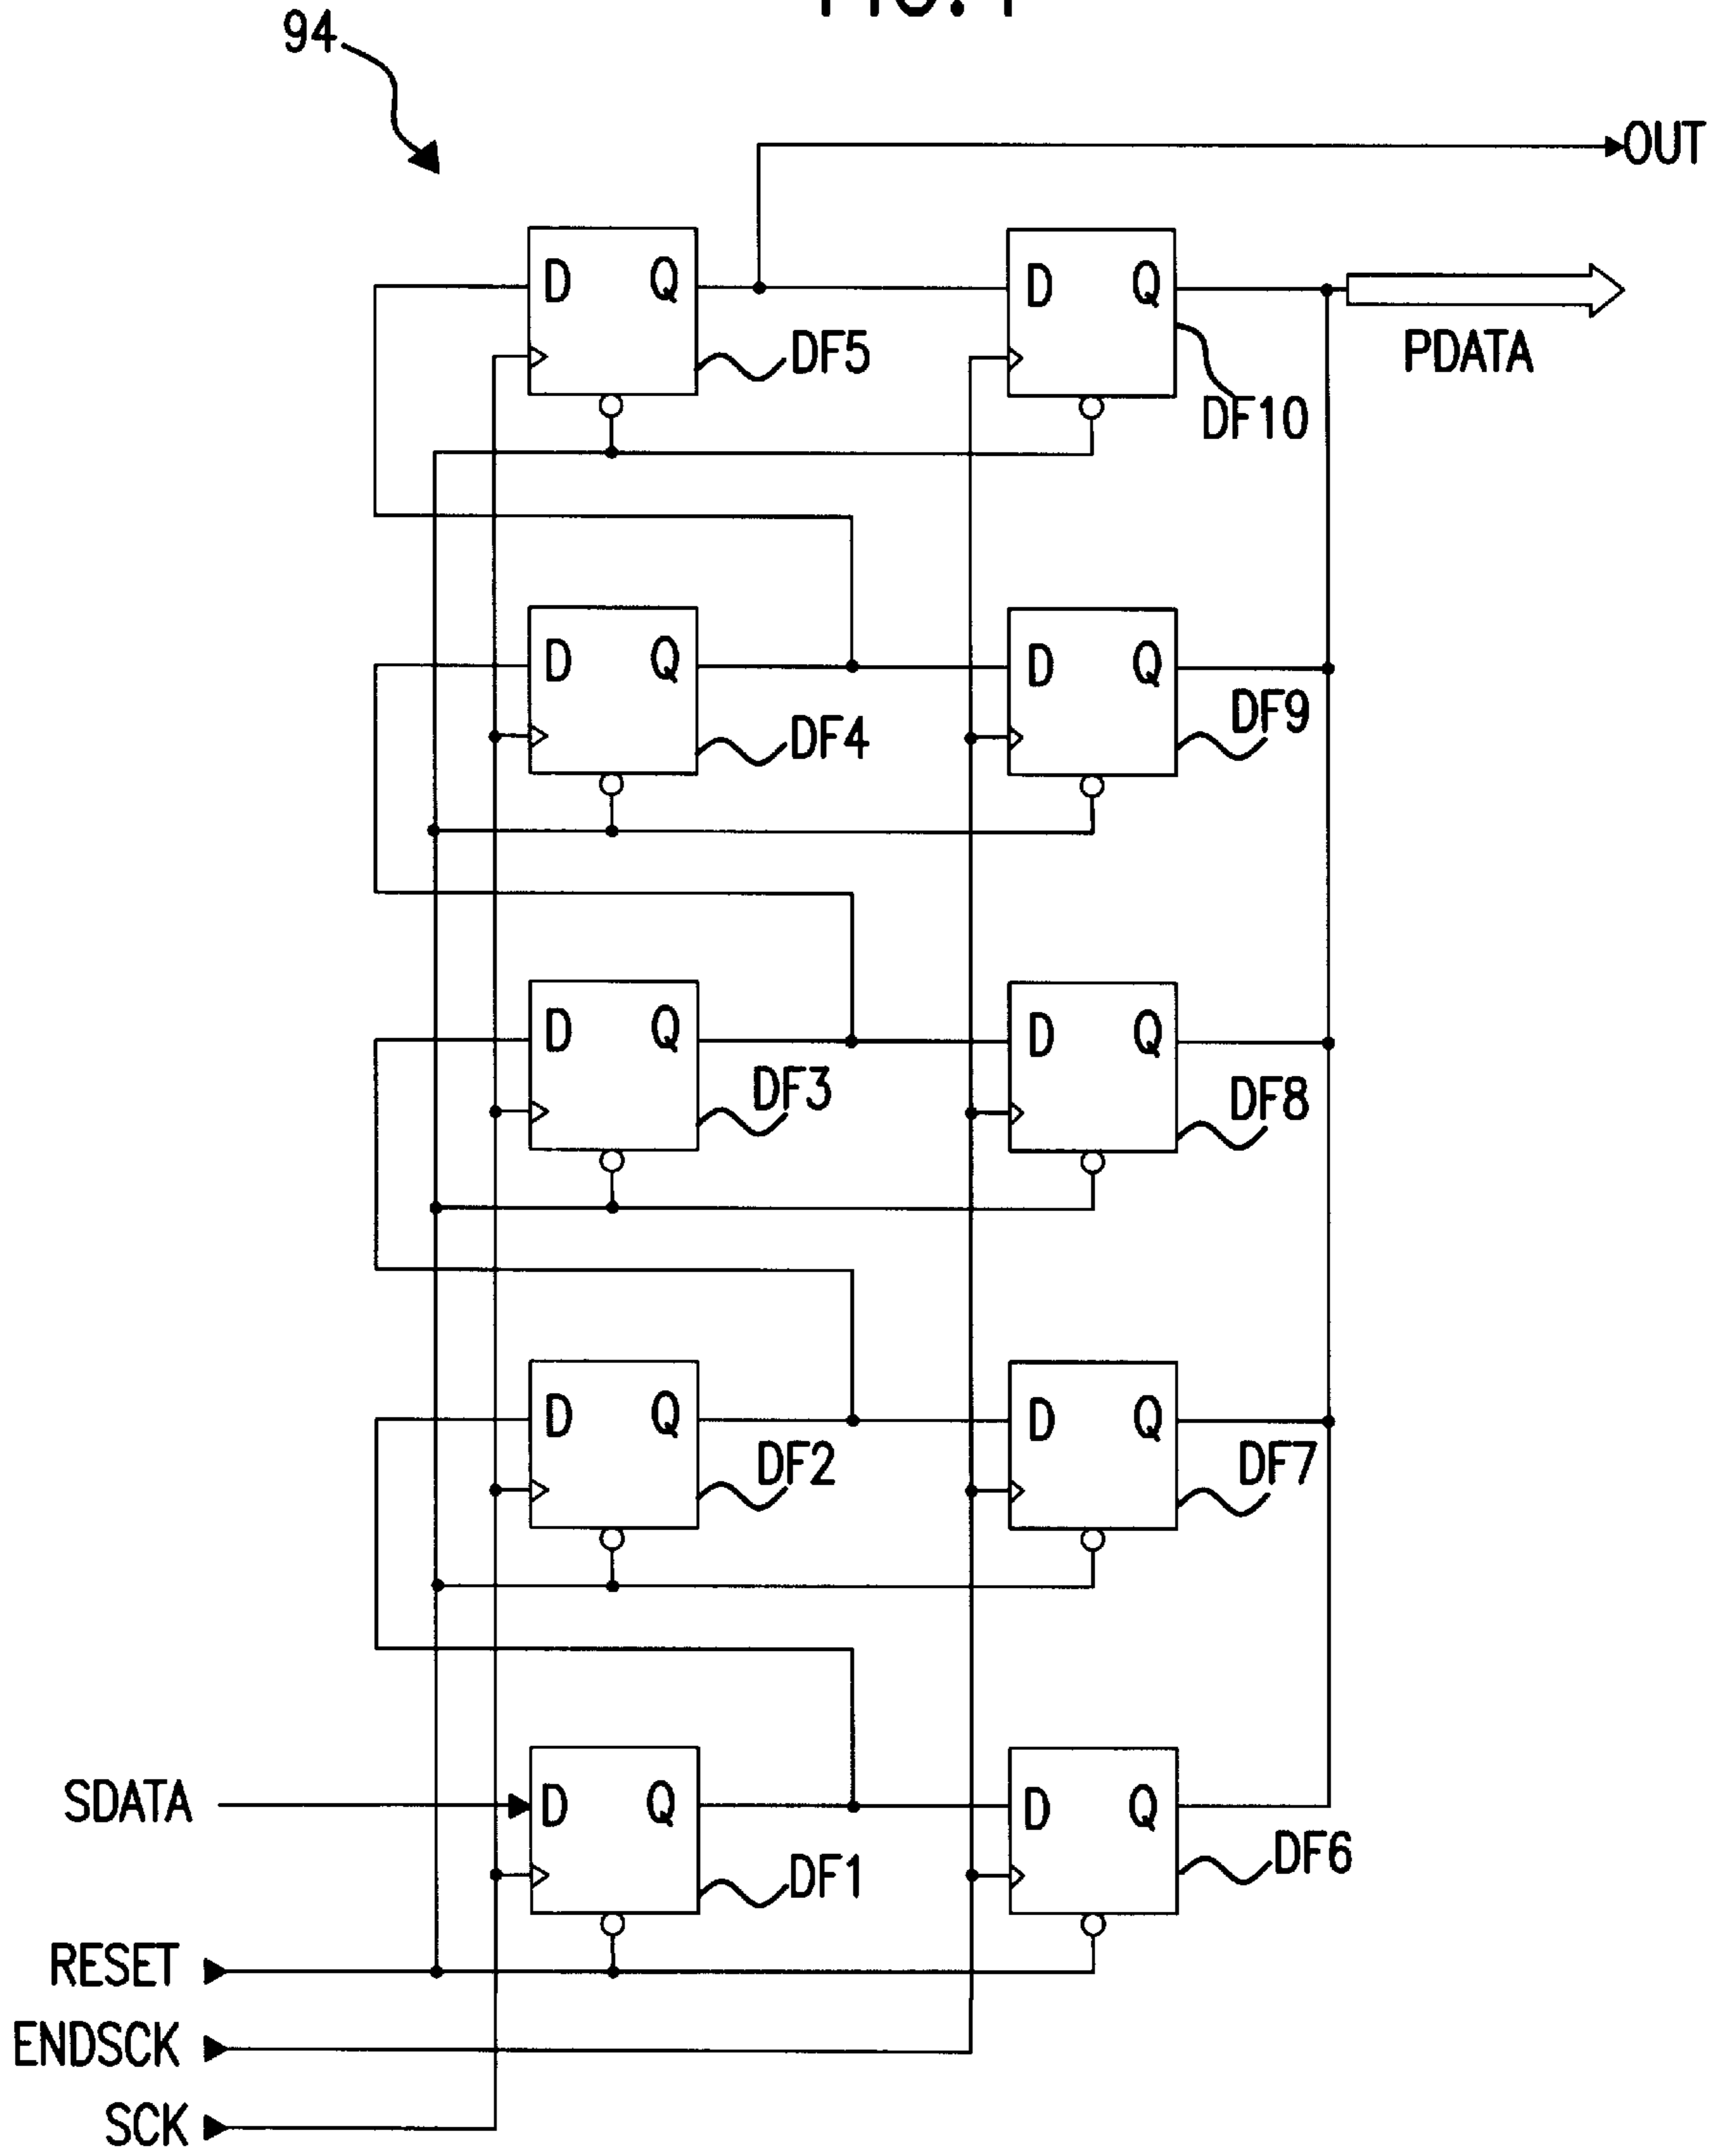 94
OUT
D Q D Q
DF5
PDATA
DF10
D Q D Q
DF9
DF4
D Q D Q
DF3
DF8
D Q D Q
DF2
DF7
SDATA
D Q D Q
DF6
DF1
RESET
ENDSCK
SCK